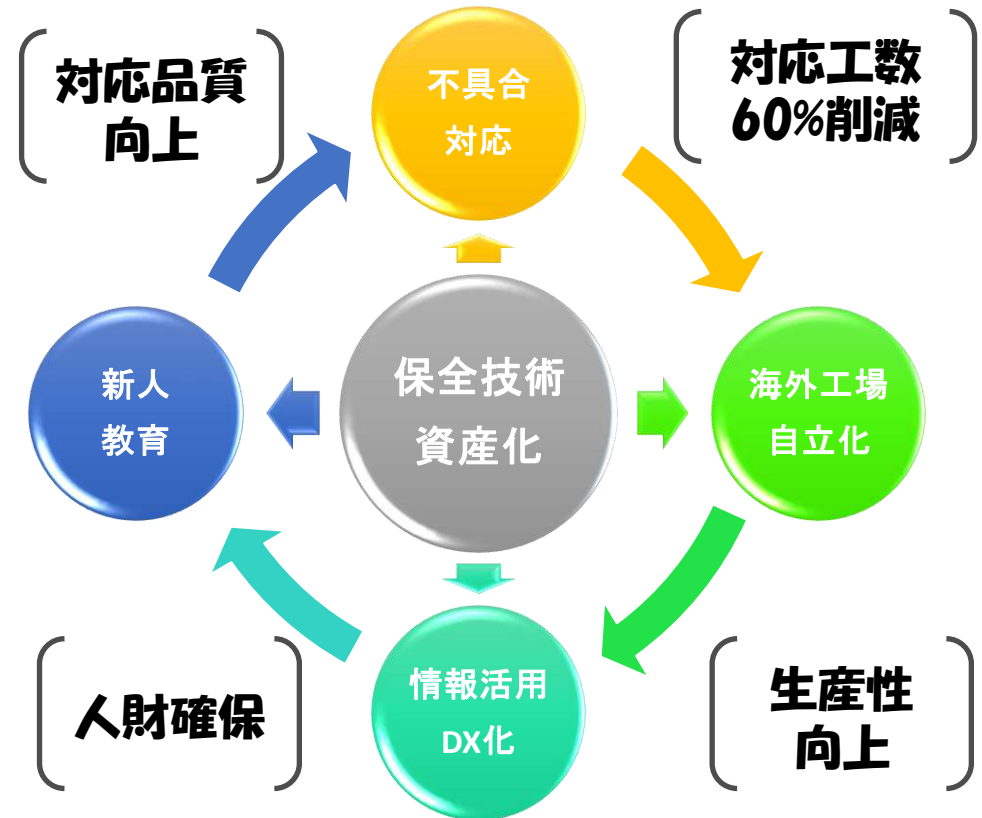 対応品質
向上
不具合
対応
対応工数
60%削減
新人
教育
保全技術
資産化
海外工場
自立化
人財確保
情報活用
DX化
生産性
向上